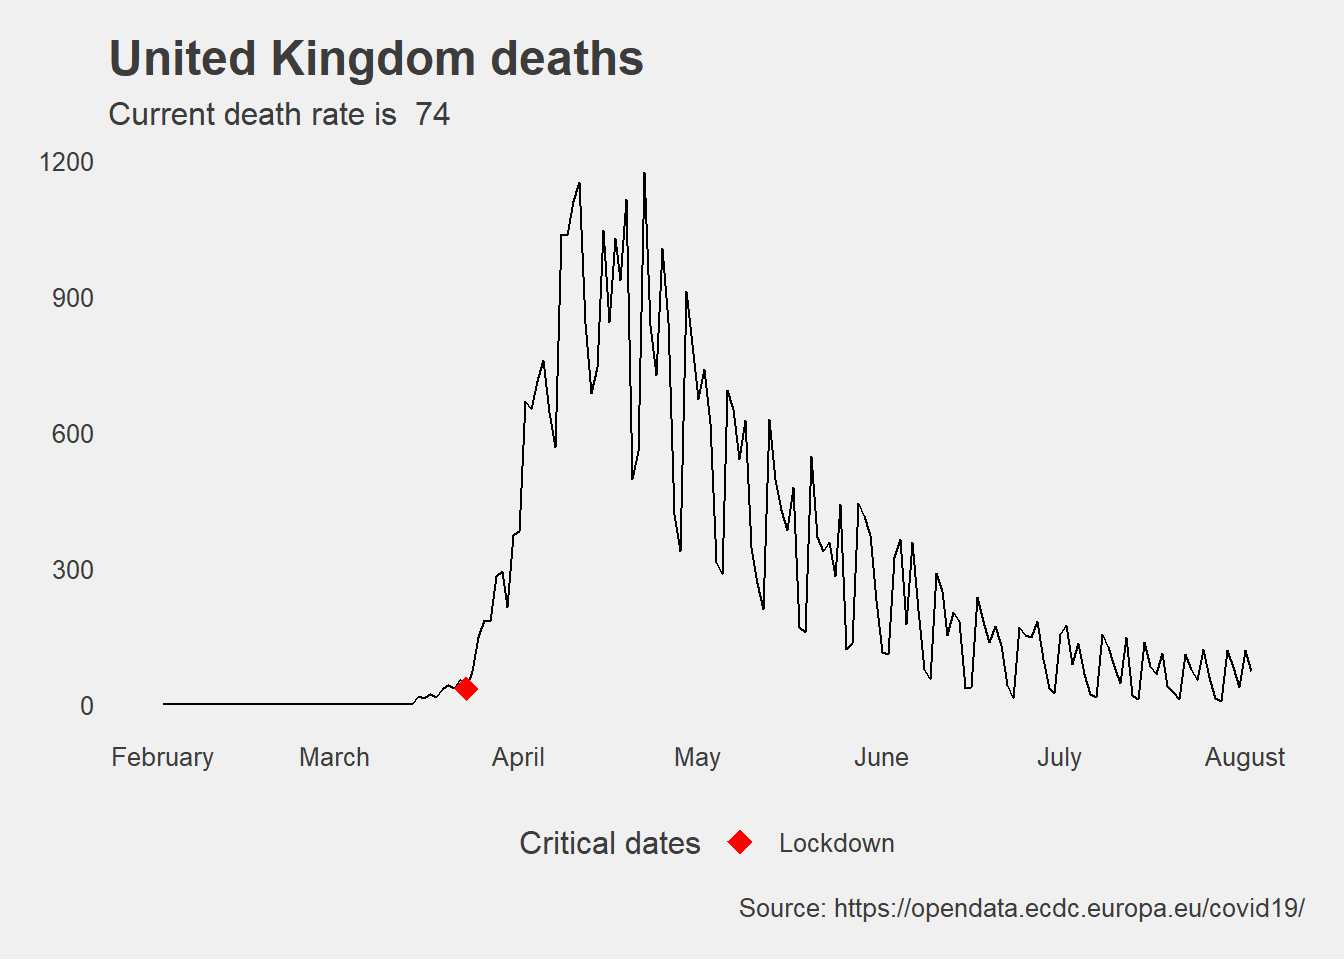 United Kingdom deaths
Current death rate is  74
1200
900
600
300
0
February March April May June July August
Critical dates Lockdown
Source: https://opendata.ecdc.europa.eu/covid19/